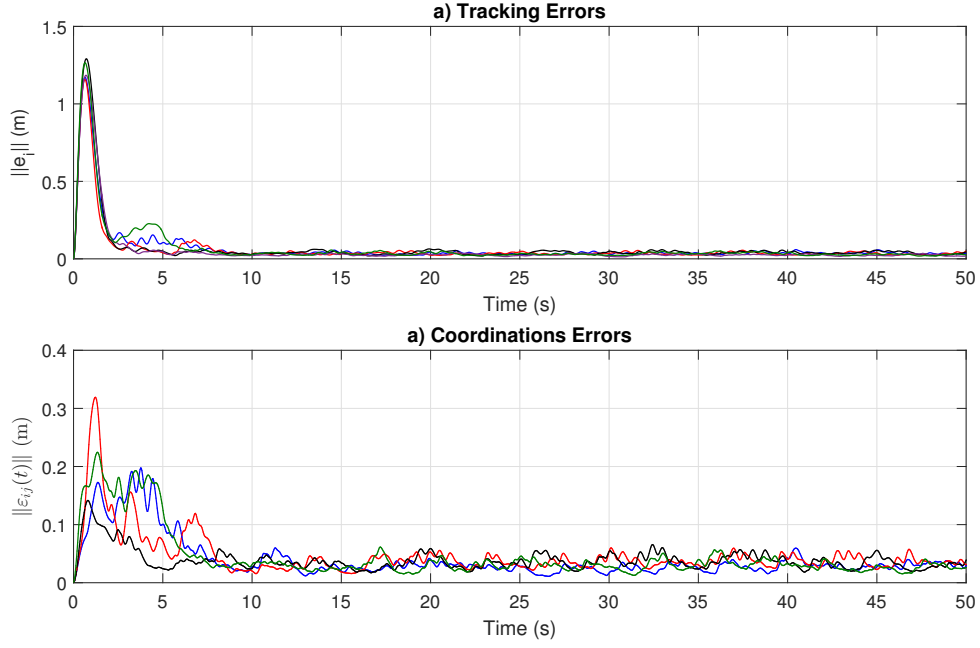 a) Tracking Errors
1.5
1
0.5
0
||e_i|| (m)
0 5 10 15 20 25 30 35 40 45 50
Time (s)
a) Coordinations Errors
0.4
0.3
0.2
0.1
0
||ε_{ij}(t)|| (m)
0 5 10 15 20 25 30 35 40 45 50
Time (s)